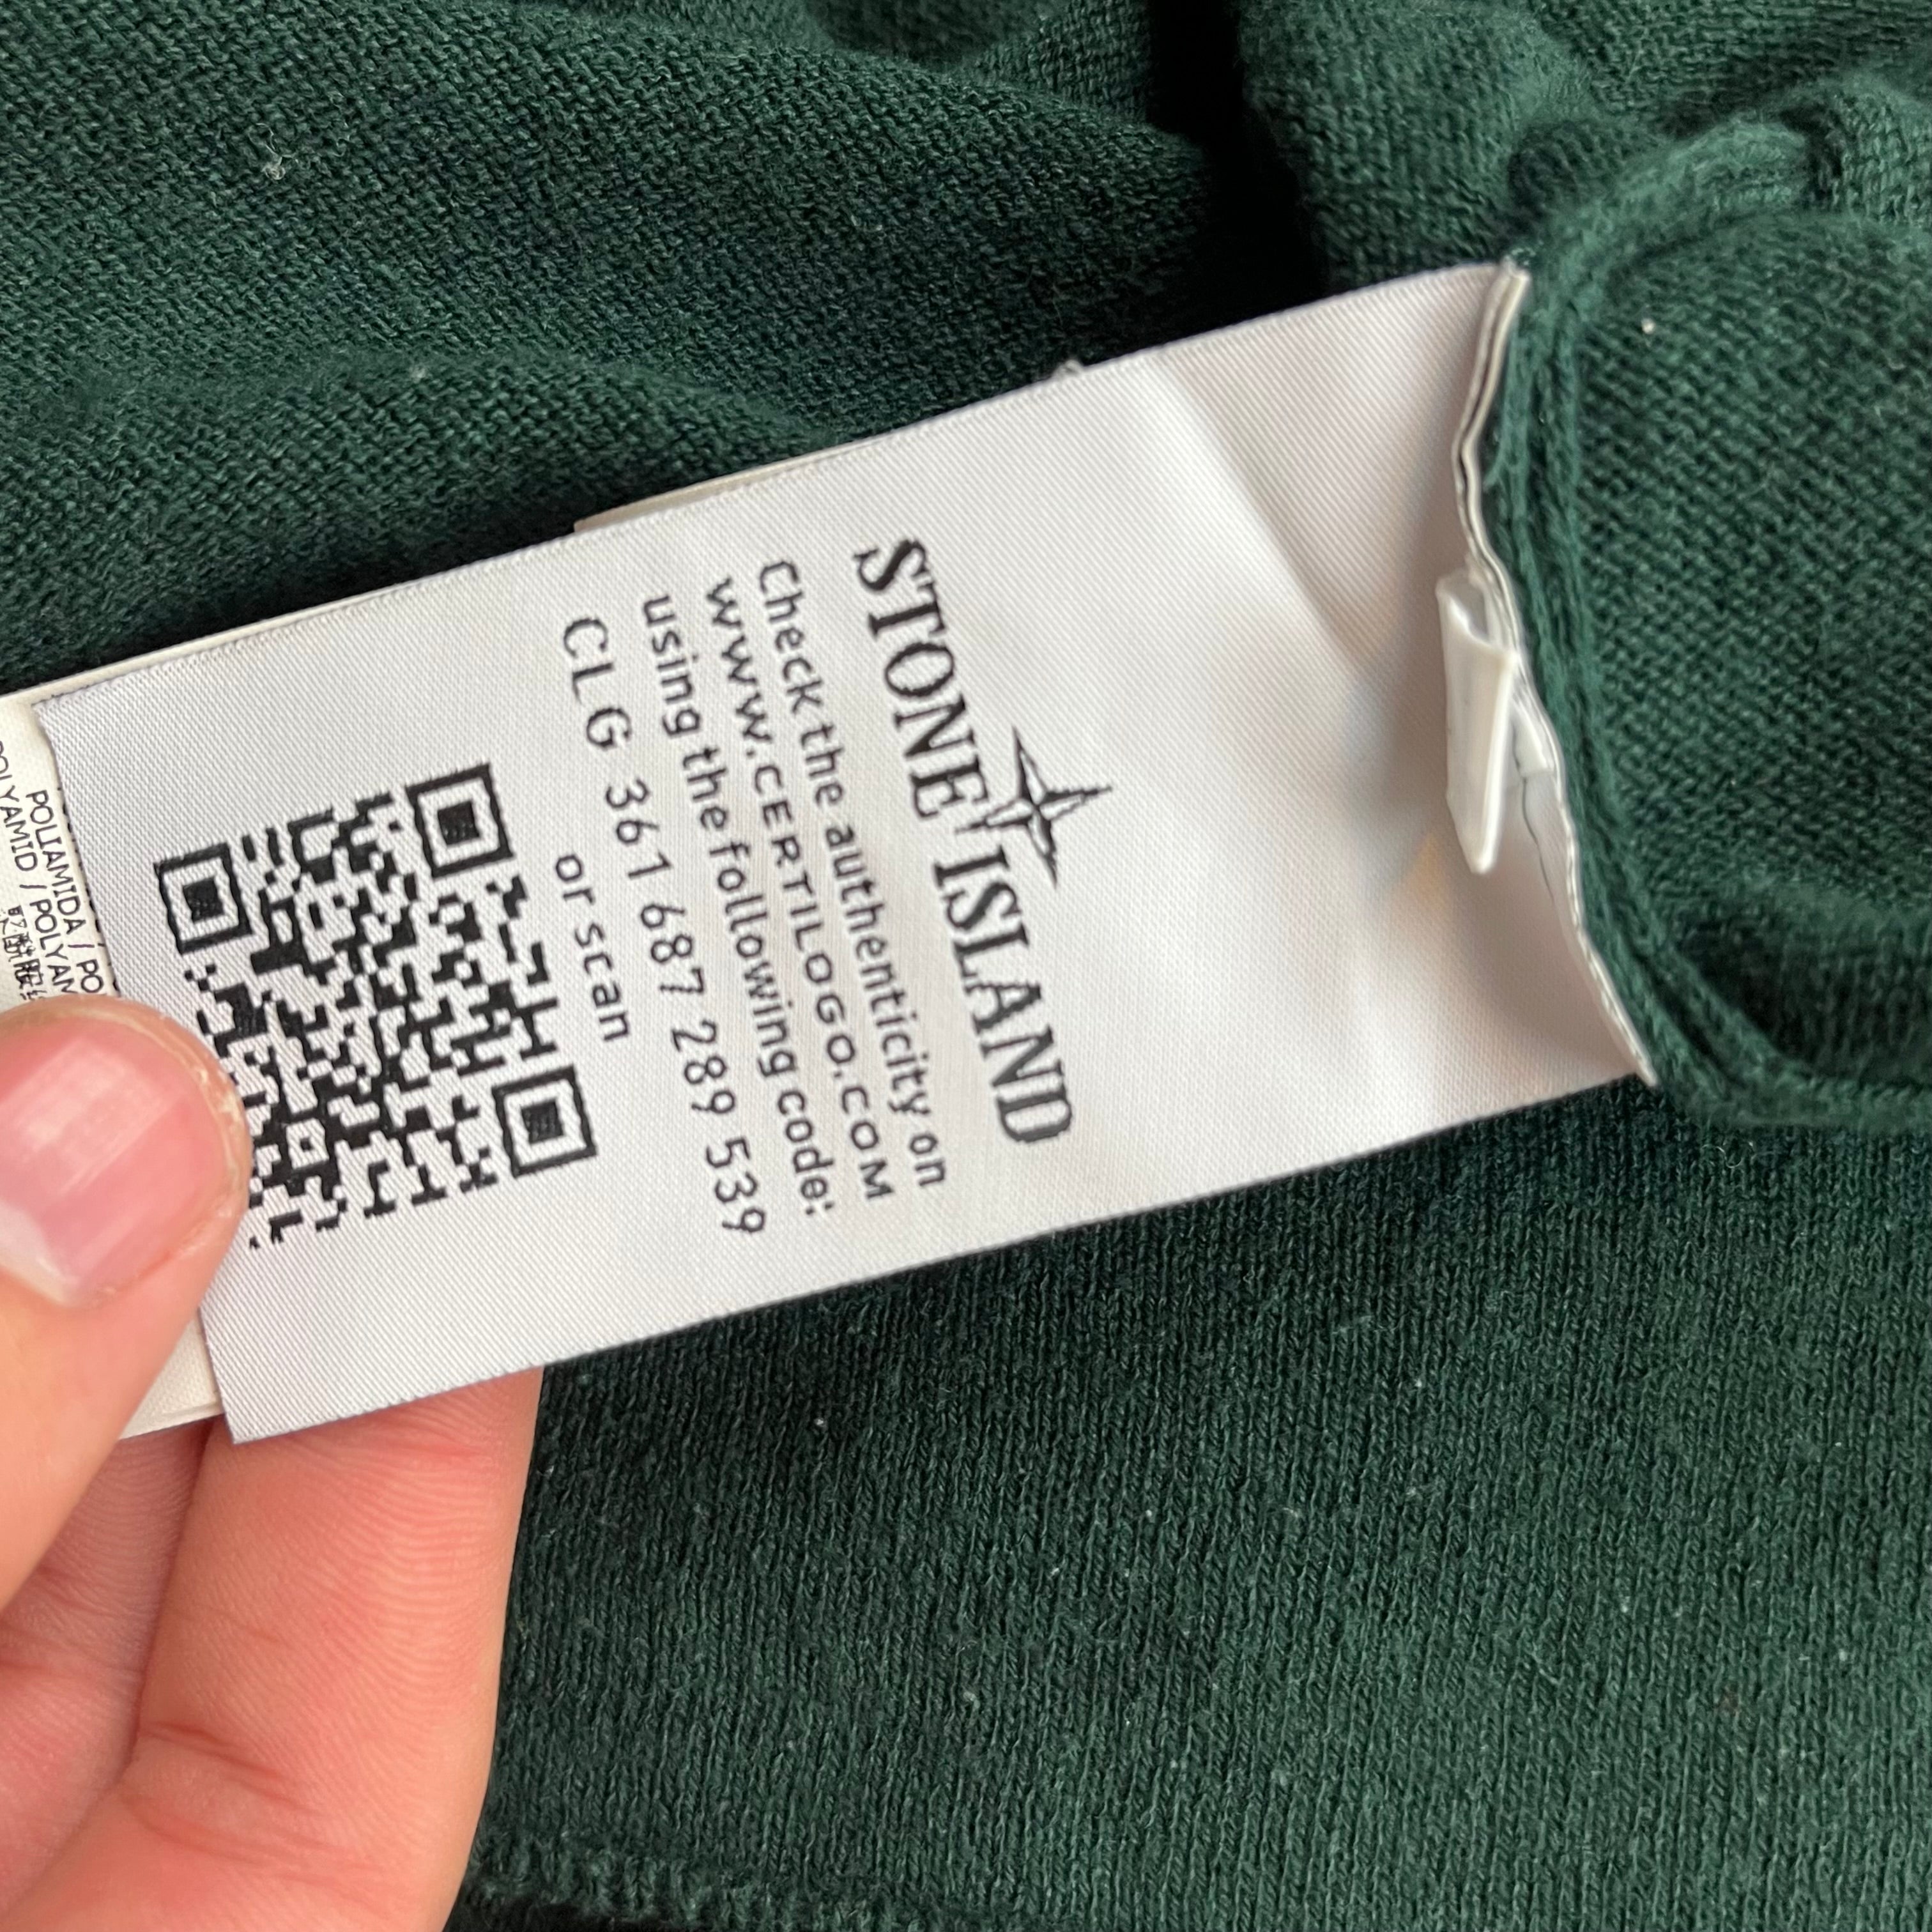 STONE ISLAND
Check the authenticity on
WWW.CERTILOGO.COM
using the following code:
CLG 361 687 289 539
or scan
POLIAMIDA / PO
POLYAMID / POLYAM